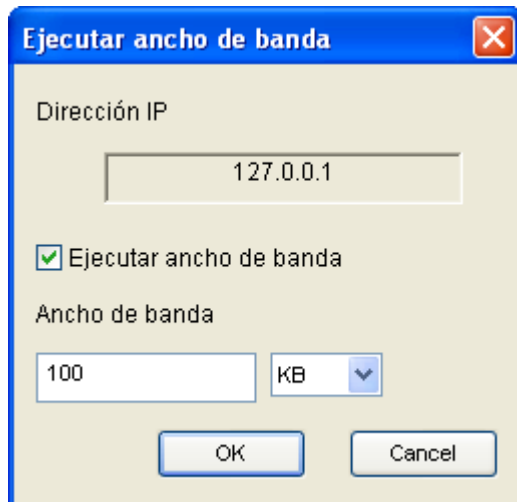 Ejecutar ancho de banda
Dirección IP
127.0.0.1
Ejecutar ancho de banda
Ancho de banda
100 KB
OK Cancel